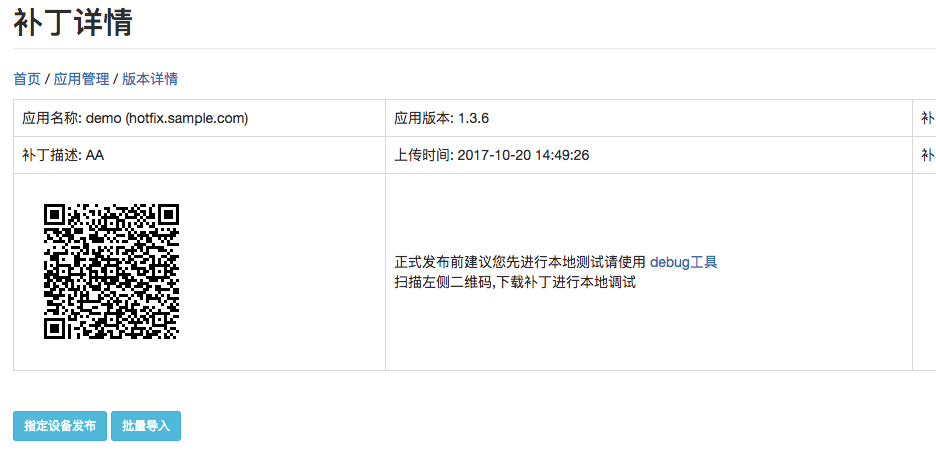 补丁详情
首页 / 应用管理 / 版本详情
应用名称: demo (hotfix.sample.com) 应用版本: 1.3.6 补
补丁描述: AA 上传时间: 2017-10-20 14:49:26 补
正式发布前建议您先进行本地测试请使用 debug工具
扫描左侧二维码,下载补丁进行本地调试
指定设备发布 批量导入